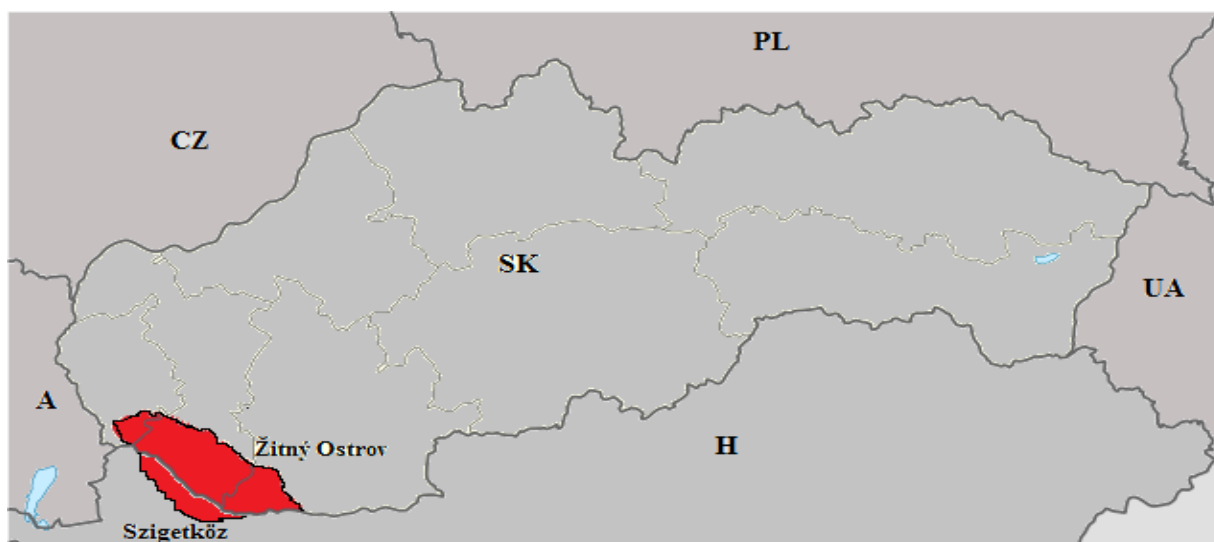 PL
CZ
SK
UA
A
Žitný Ostrov
H
Szigetköz